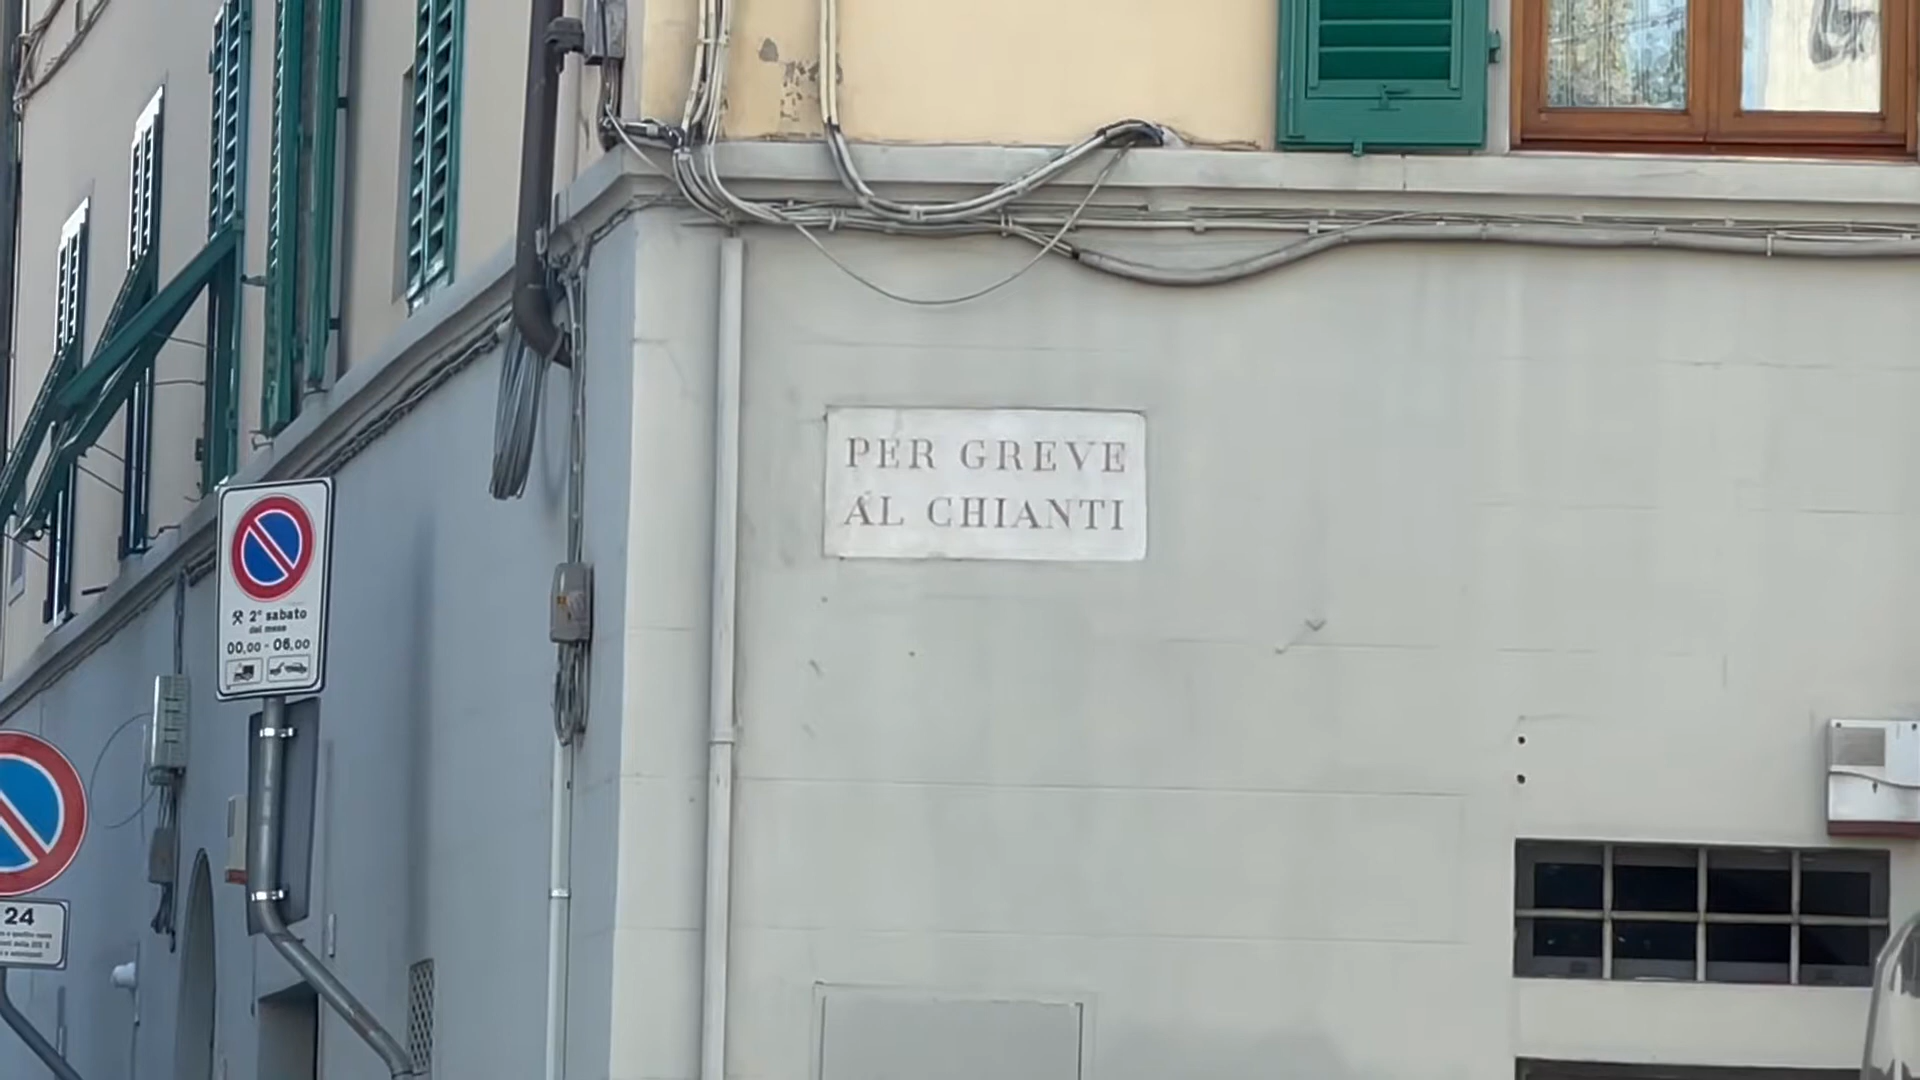 PER GREVE
AL CHIANTI
2° sabato
del mese
00,00 - 06,00
24